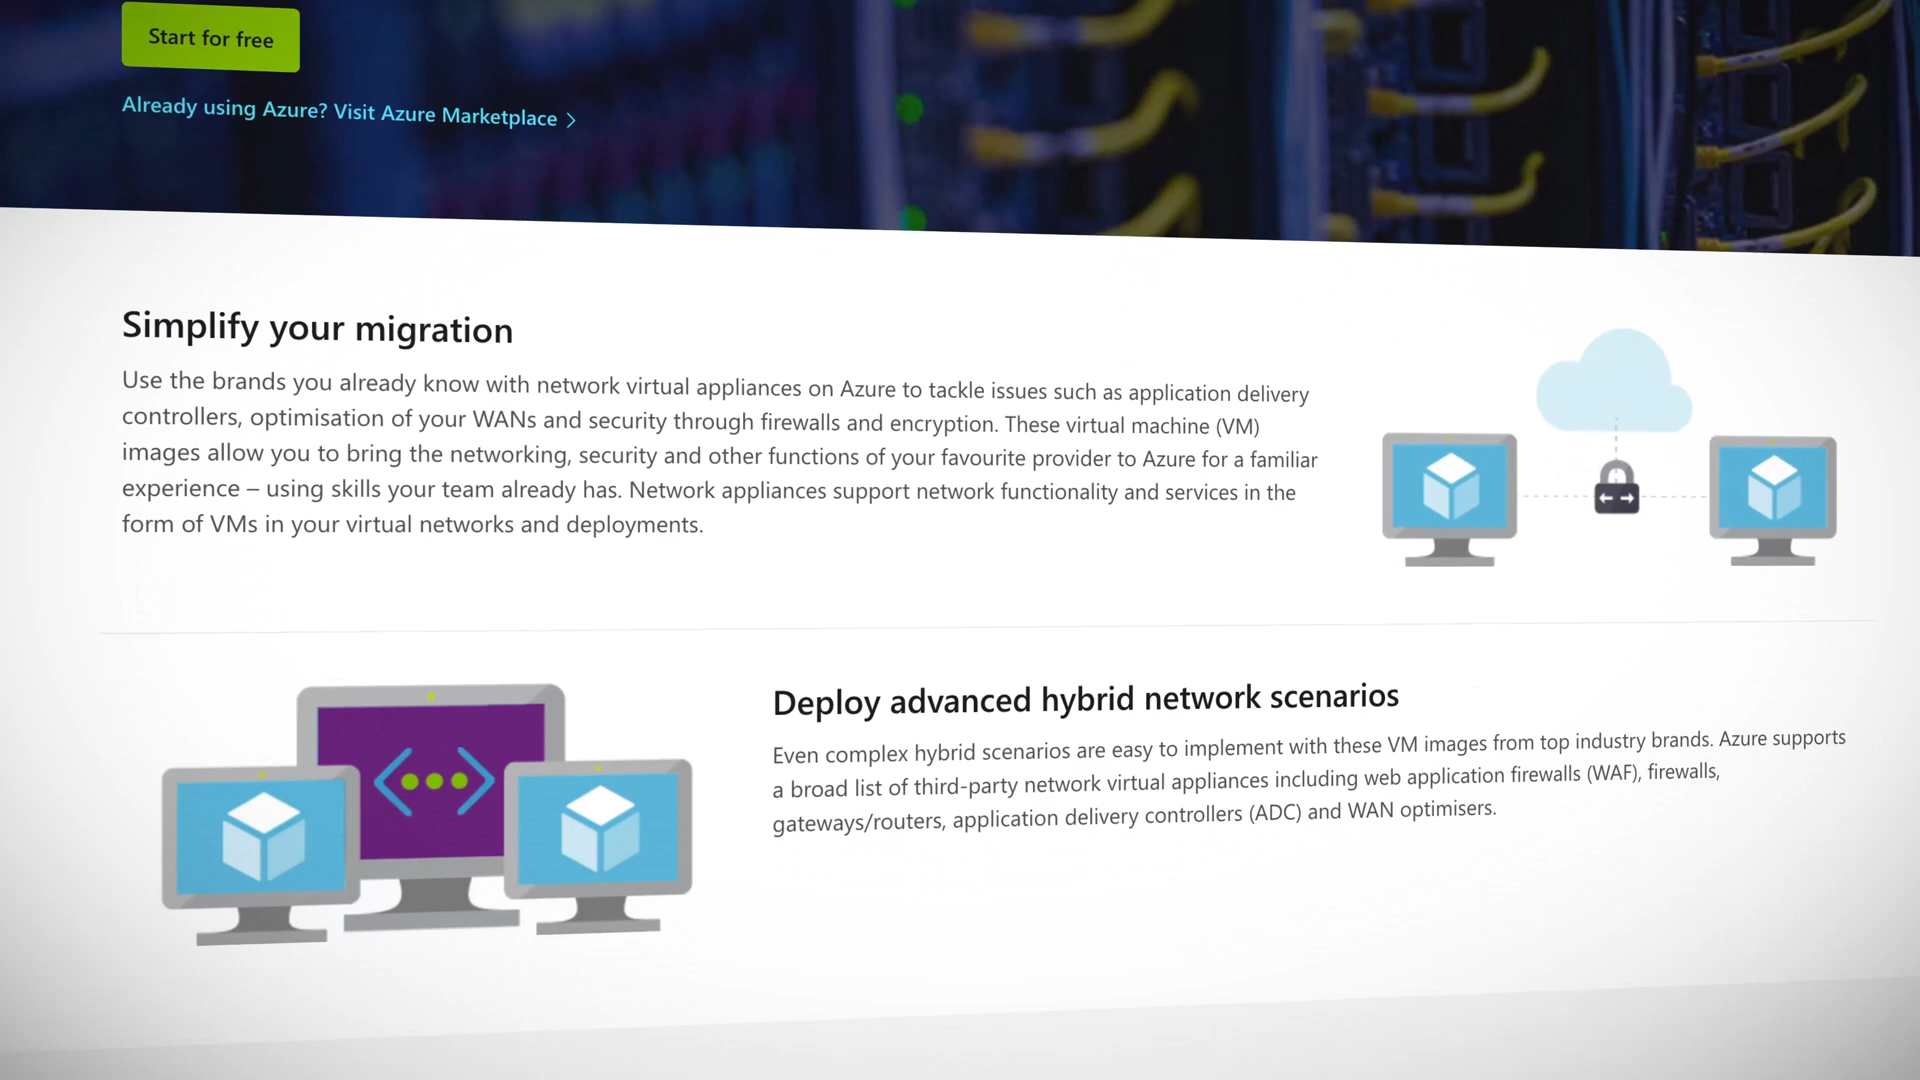 Start for free
Already using Azure? Visit Azure Marketplace
Simplify your migration
Use the brands you already know with network virtual appliances on Azure to tackle issues such as application delivery
controllers, optimisation of your WANs and security through firewalls and encryption. These virtual machine (VM)
images allow you to bring the networking, security and other functions of your favourite provider to Azure for a familiar
experience – using skills your team already has. Network appliances support network functionality and services in the
form of VMs in your virtual networks and deployments.
Deploy advanced hybrid network scenarios
Even complex hybrid scenarios are easy to implement with these VM images from top industry brands. Azure supports
a broad list of third-party network virtual appliances including web application firewalls (WAF), firewalls,
gateways/routers, application delivery controllers (ADC) and WAN optimisers.